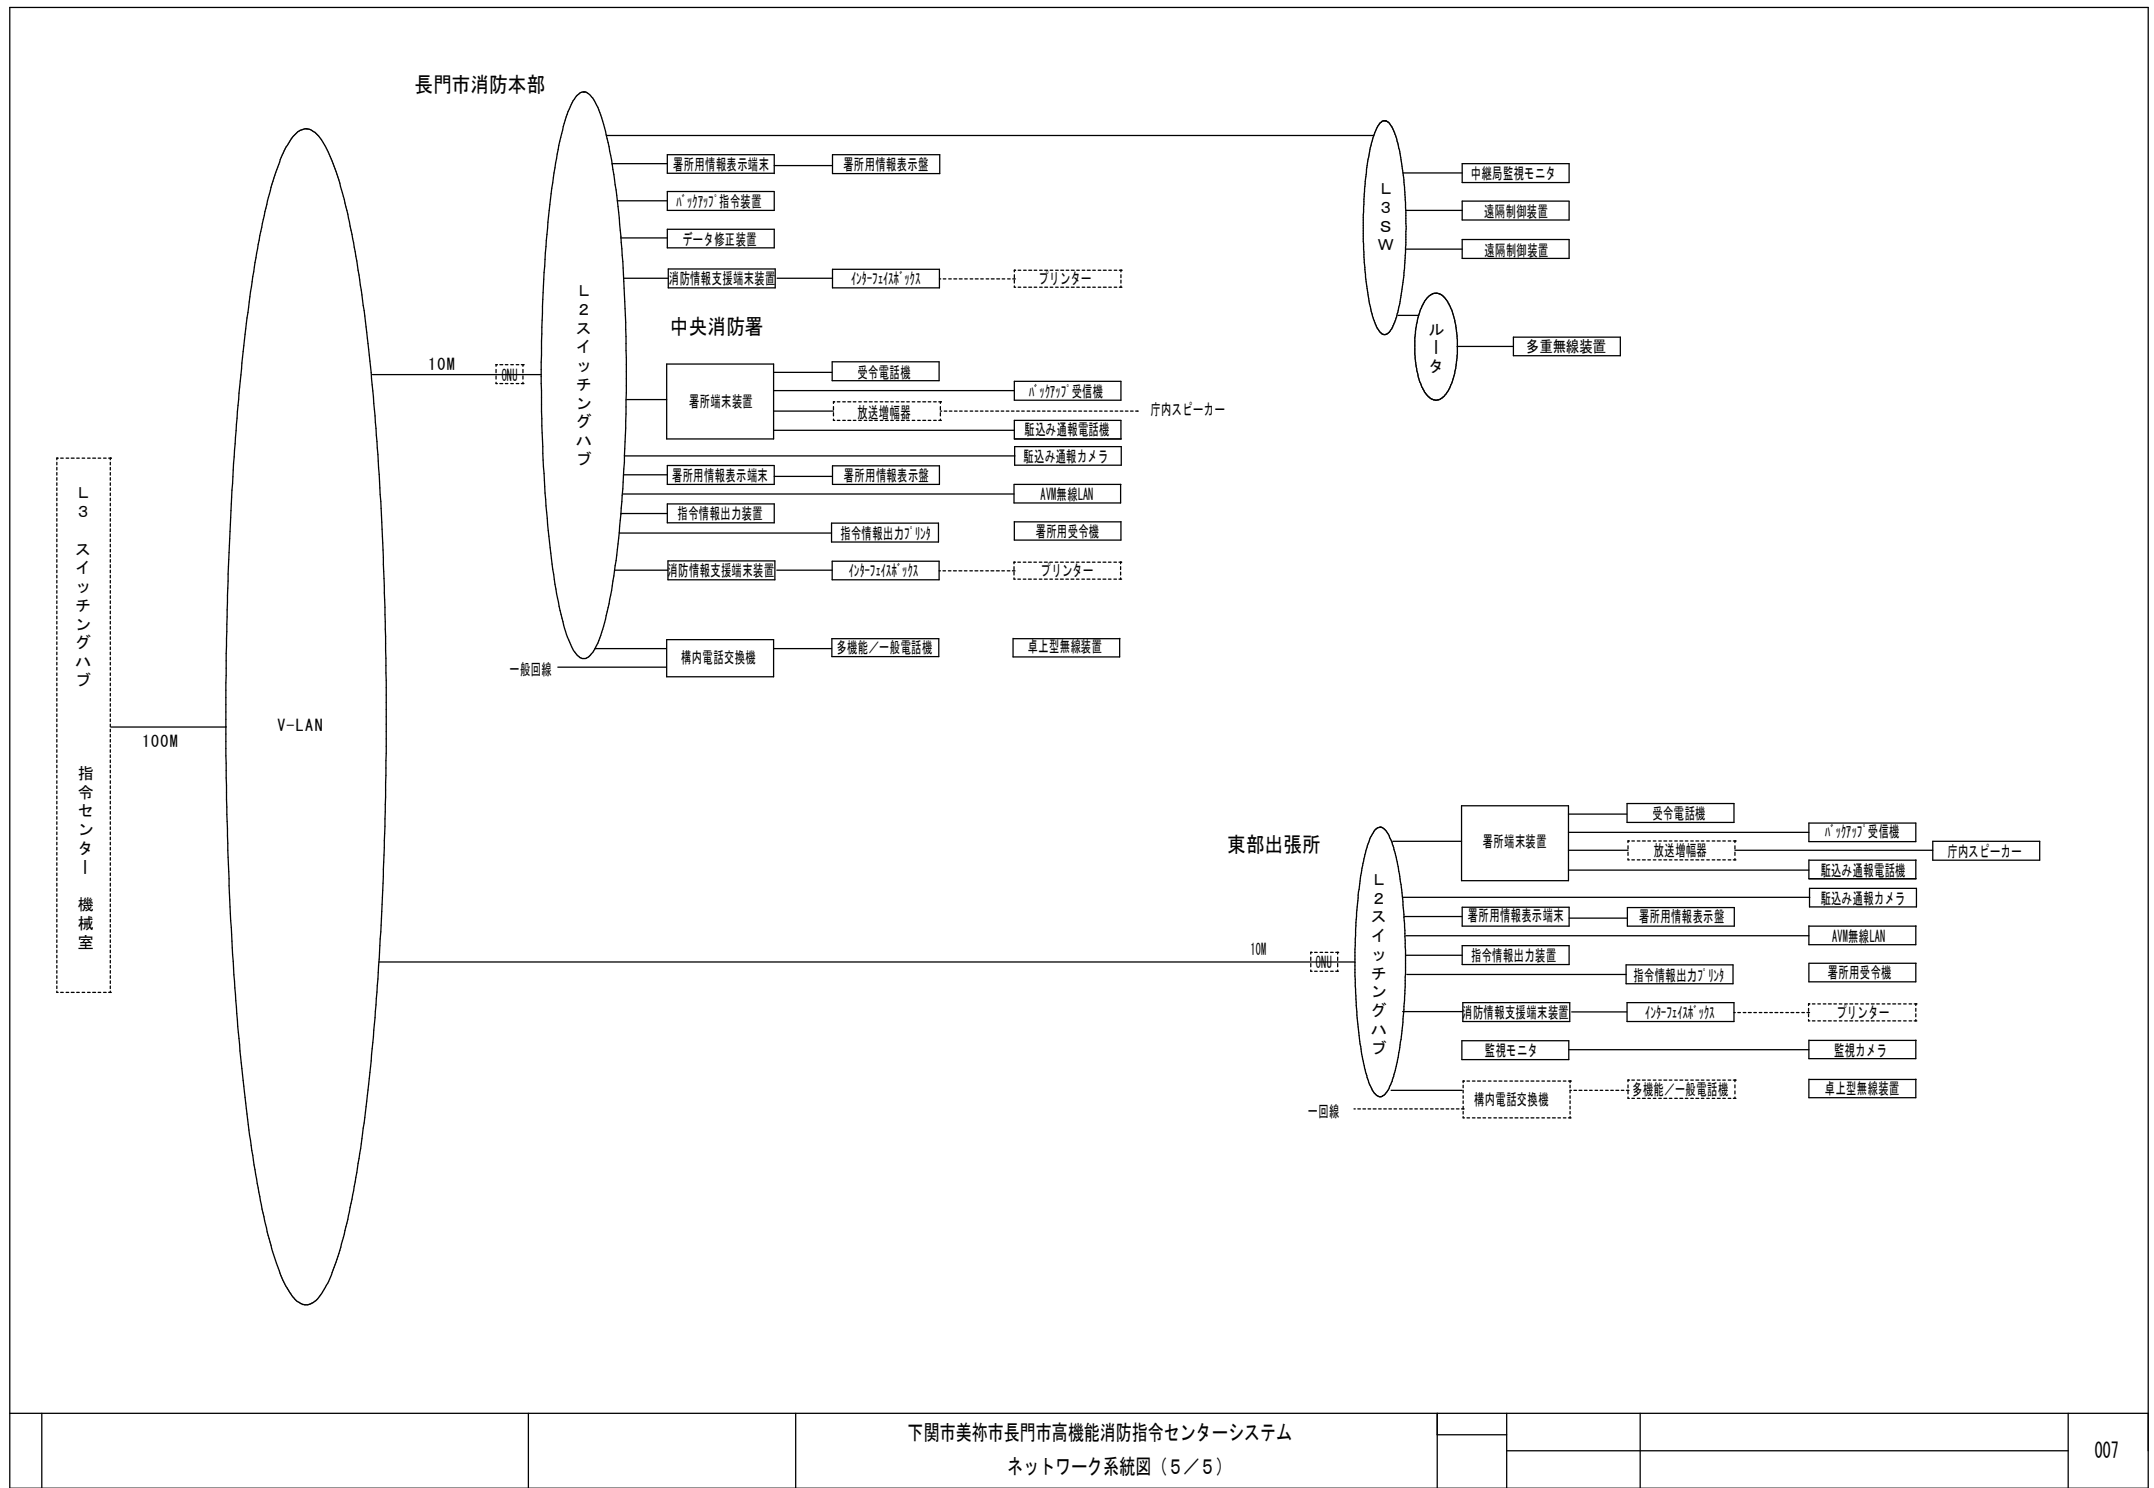 長門市消防本部
署所用情報表示端末
署所用情報表示盤
バックアップ指令装置
データ修正装置
消防情報支援端末装置
インターフェイスボックス
プリンター
中央消防署
10M
ONU
L2スイッチングハブ
署所端末装置
受令電話機
バックアップ受信機
放送増幅器
庁内スピーカー
駈込み通報電話機
駈込み通報カメラ
署所用情報表示端末
署所用情報表示盤
AVM無線LAN
指令情報出力装置
指令情報出力プリンタ
署所用受令機
消防情報支援端末装置
インターフェイスボックス
プリンター
構内電話交換機
多機能/一般電話機
卓上型無線装置
一般回線
L3SW
中継局監視モニタ
遠隔制御装置
遠隔制御装置
ルータ
多重無線装置
L3 スイッチングハブ 指令センター 機械室
100M
V-LAN
東部出張所
10M
ONU
L2スイッチングハブ
署所端末装置
受令電話機
バックアップ受信機
放送増幅器
庁内スピーカー
駈込み通報電話機
駈込み通報カメラ
署所用情報表示端末
署所用情報表示盤
AVM無線LAN
指令情報出力装置
指令情報出力プリンタ
署所用受令機
消防情報支援端末装置
インターフェイスボックス
プリンター
監視モニタ
監視カメラ
構内電話交換機
多機能/一般電話機
卓上型無線装置
一回線
下関市美祢市長門市高機能消防指令センターシステム
ネットワーク系統図(5/5)
007